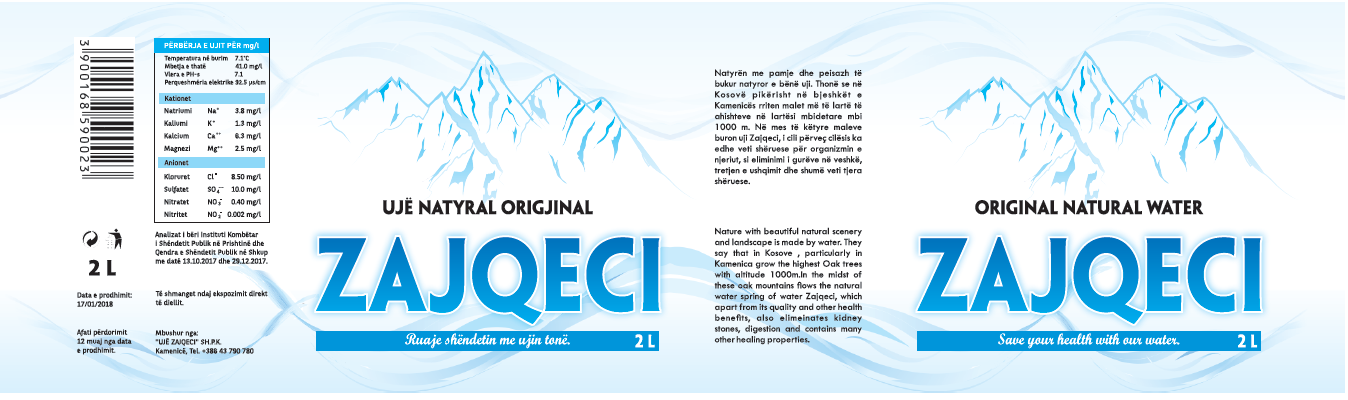 3900168590023
2 L
Data e prodhimit:
17/01/2018
Afati përdorimit
12 muaj nga data
e prodhimit.
PËRBËRJA E UJIT PËR mg/l
Temperatura në burim 7.1°C
Mbetja e thatë 41.0 mg/l
Vlera e PH-s 7.1
Perqueshmëria elektrike 92.5 µs/cm
Kationet
Natriumi Na⁺ 3.8 mg/l
Kaliumi K⁺ 1.3 mg/l
Kalcium Ca⁺⁺ 6.3 mg/l
Magnezi Mg⁺⁺ 2.5 mg/l
Anionet
Kloruret Cl⁻ 8.50 mg/l
Sulfatet SO₄⁻⁻ 10.0 mg/l
Nitratet NO₃⁻ 0.40 mg/l
Nitritet NO₂⁻ 0.002 mg/l
Analizat i bëri Instituti Kombëtar
i Shëndetit Publik në Prishtinë dhe
Qendra e Shëndetit Publik në Shkup
me datë 13.10.2017 dhe 29.12.2017.
Të shmanget ndaj ekspozimit direkt
të diellit.
Mbushur nga:
"UJË ZAJQECI" SH.P.K.
Kamenicë, Tel. +386 43 790 780
UJË NATYRAL ORIGJINAL
ZAJQECI
Ruaje shëndetin me ujin tonë. 2 L
Natyrën me pamje dhe peisazh të
bukur natyror e bënë uji. Thonë se në
Kosovë pikërisht në bjeshkët e
Kamenicës rriten malet më të lartë të
ahishteve në lartësi mbidetare mbi
1000 m. Në mes të këtyre maleve
buron uji Zajqeci, i cili përveç cilësis ka
edhe veti shëruese për organizmin e
njeriut, si eliminimi i gurëve në veshkë,
tretjen e ushqimit dhe shumë veti tjera
shëruese.
Nature with beautiful natural scenery
and landscape is made by water. They
say that in Kosove , particularly in
Kamenica grow the highest Oak trees
with altitude 1000m.In the midst of
these oak mountains flows the natural
water spring of water Zajqeci, which
apart from its quality and other health
benefits, also elimeinates kidney
stones, digestion and contains many
other healing properties.
ORIGINAL NATURAL WATER
ZAJQECI
Save your health with our water. 2 L